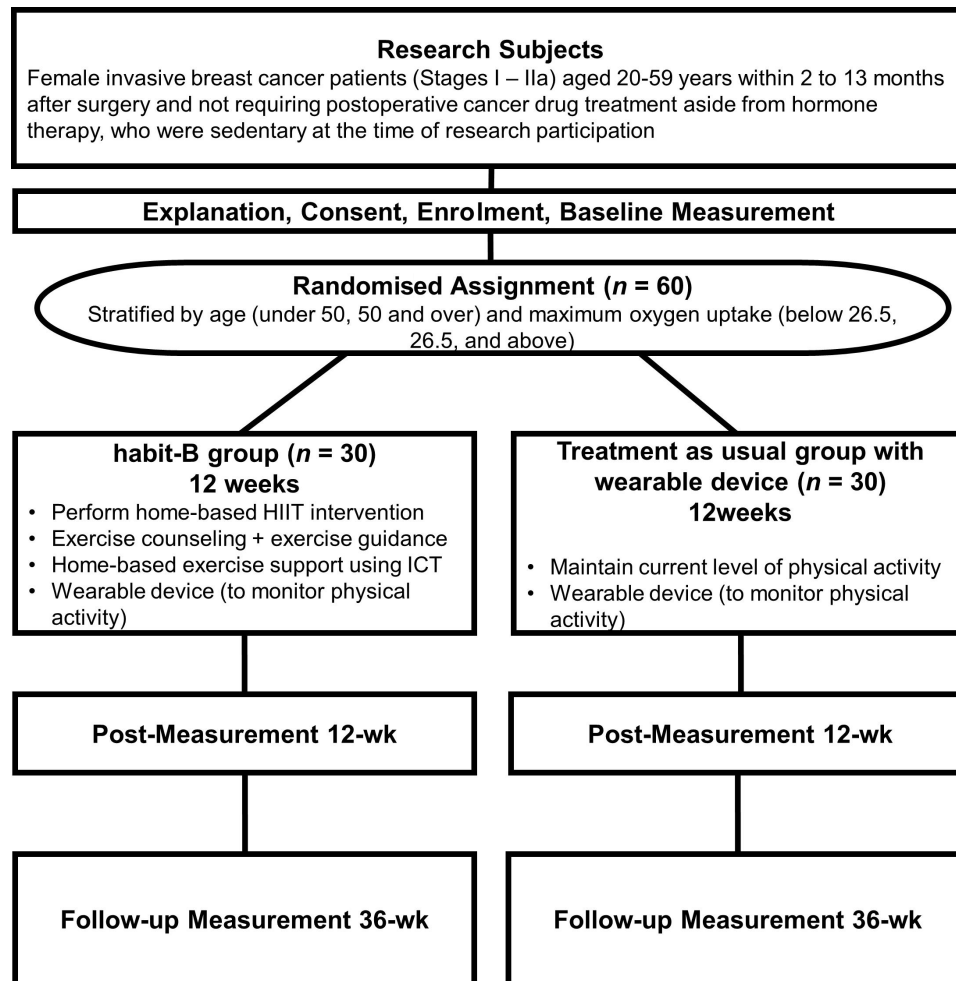 Research Subjects
Female invasive breast cancer patients (Stages I – IIa) aged 20-59 years within 2 to 13 months
after surgery and not requiring postoperative cancer drug treatment aside from hormone
therapy, who were sedentary at the time of research participation
Explanation, Consent, Enrolment, Baseline Measurement
Randomised Assignment (n = 60)
Stratified by age (under 50, 50 and over) and maximum oxygen uptake (below 26.5,
26.5, and above)
habit-B group (n = 30)
12 weeks
• Perform home-based HIIT intervention
• Exercise counseling + exercise guidance
• Home-based exercise support using ICT
• Wearable device (to monitor physical
activity)
Treatment as usual group with
wearable device (n = 30)
12weeks
• Maintain current level of physical activity
• Wearable device (to monitor physical
activity)
Post-Measurement 12-wk
Post-Measurement 12-wk
Follow-up Measurement 36-wk
Follow-up Measurement 36-wk